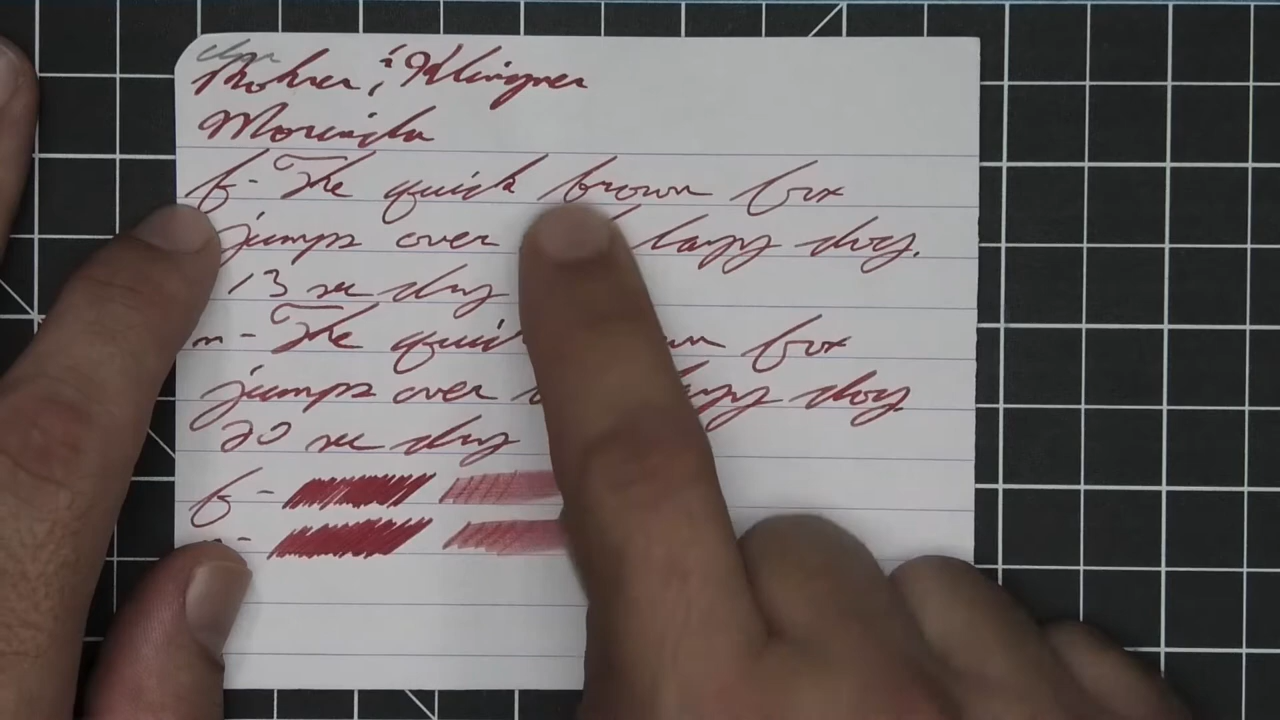 Rohrer & Klingner
Morinda
f - The quick brown fox
jumps over lazy dog.
13 sec dry
m - The quick fox
jumps over lazy dog.
20 sec dry
f -
m -